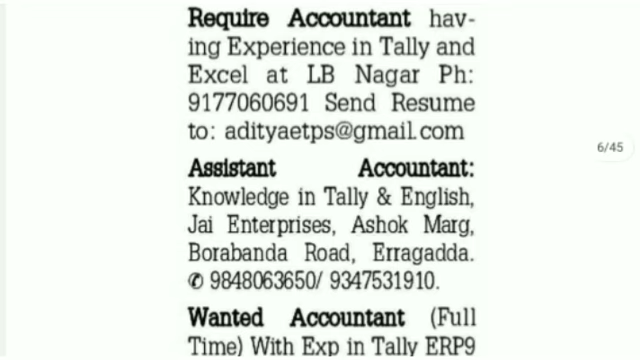 Require Accountant hav-
ing Experience in Tally and
Excel at LB Nagar Ph:
9177060691 Send Resume
to: adityaetps@gmail.com
6/45
Assistant Accountant:
Knowledge in Tally & English,
Jai Enterprises, Ashok Marg,
Borabanda Road, Erragadda.
✆ 9848063650/ 9347531910.
Wanted Accountant (Full
Time) With Exp in Tally ERP9